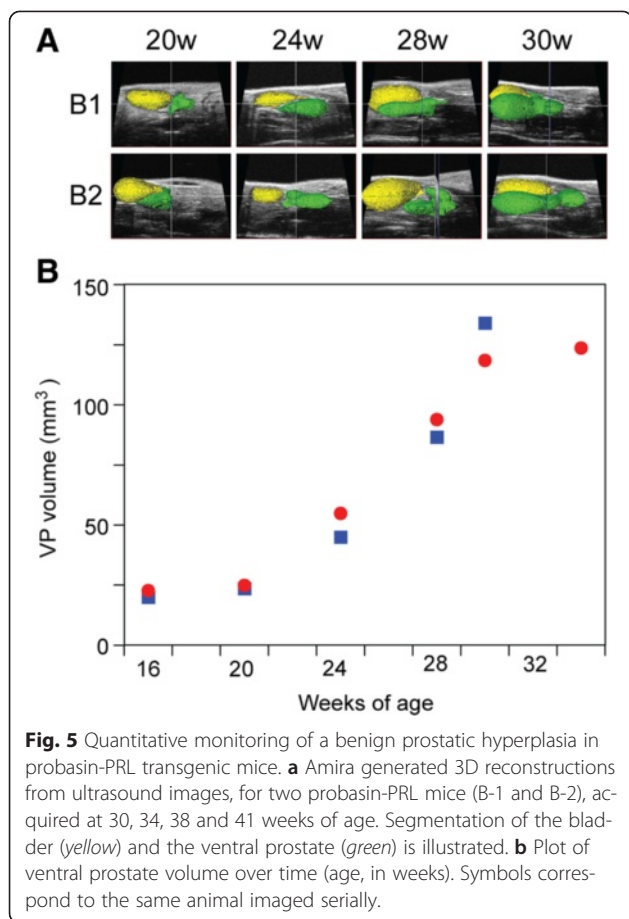 A
20w 24w 28w 30w
B1
B2
B
150
100
50
0
VP volume (mm³)
16 20 24 28 32
Weeks of age
Fig. 5 Quantitative monitoring of a benign prostatic hyperplasia in
probasin-PRL transgenic mice. a Amira generated 3D reconstructions
from ultrasound images, for two probasin-PRL mice (B-1 and B-2), ac-
quired at 30, 34, 38 and 41 weeks of age. Segmentation of the blad-
der (yellow) and the ventral prostate (green) is illustrated. b Plot of
ventral prostate volume over time (age, in weeks). Symbols corres-
pond to the same animal imaged serially.